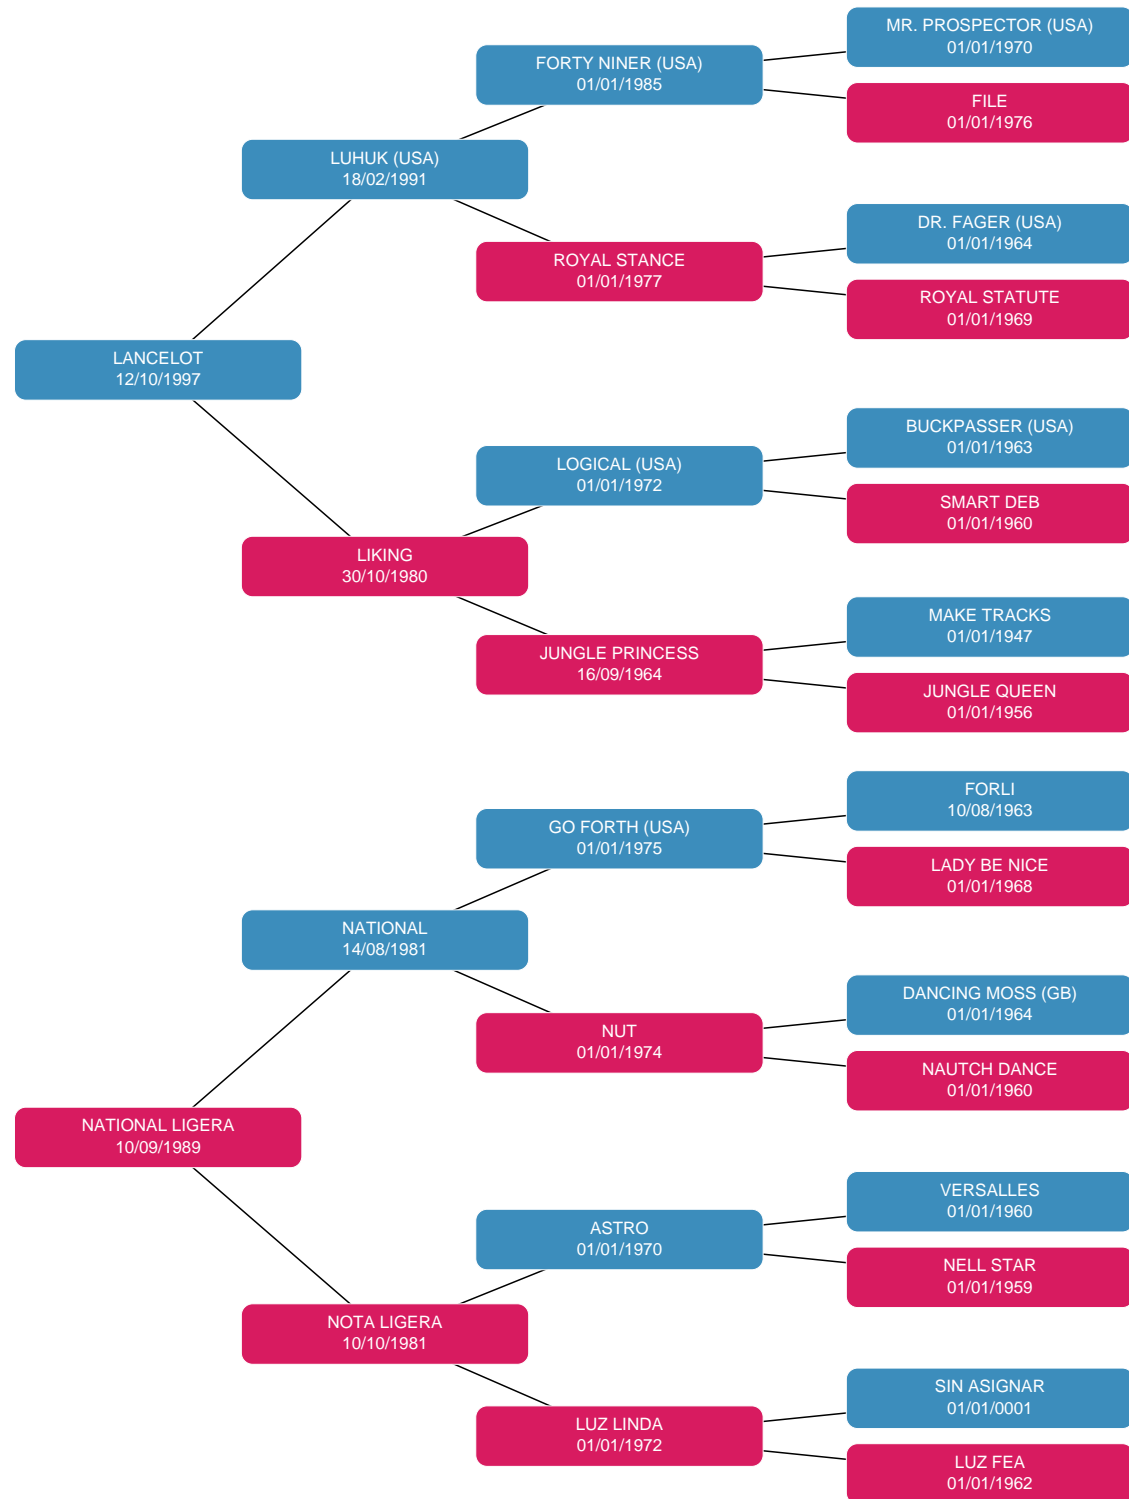 MR. PROSPECTOR (USA)
01/01/1970
FORTY NINER (USA)
01/01/1985
FILE
01/01/1976
LUHUK (USA)
18/02/1991
DR. FAGER (USA)
01/01/1964
ROYAL STANCE
01/01/1977
ROYAL STATUTE
01/01/1969
LANCELOT
12/10/1997
BUCKPASSER (USA)
01/01/1963
LOGICAL (USA)
01/01/1972
SMART DEB
01/01/1960
LIKING
30/10/1980
MAKE TRACKS
01/01/1947
JUNGLE PRINCESS
16/09/1964
JUNGLE QUEEN
01/01/1956
FORLI
10/08/1963
GO FORTH (USA)
01/01/1975
LADY BE NICE
01/01/1968
NATIONAL
14/08/1981
DANCING MOSS (GB)
01/01/1964
NUT
01/01/1974
NAUTCH DANCE
01/01/1960
NATIONAL LIGERA
10/09/1989
VERSALLES
01/01/1960
ASTRO
01/01/1970
NELL STAR
01/01/1959
NOTA LIGERA
10/10/1981
SIN ASIGNAR
01/01/0001
LUZ LINDA
01/01/1972
LUZ FEA
01/01/1962